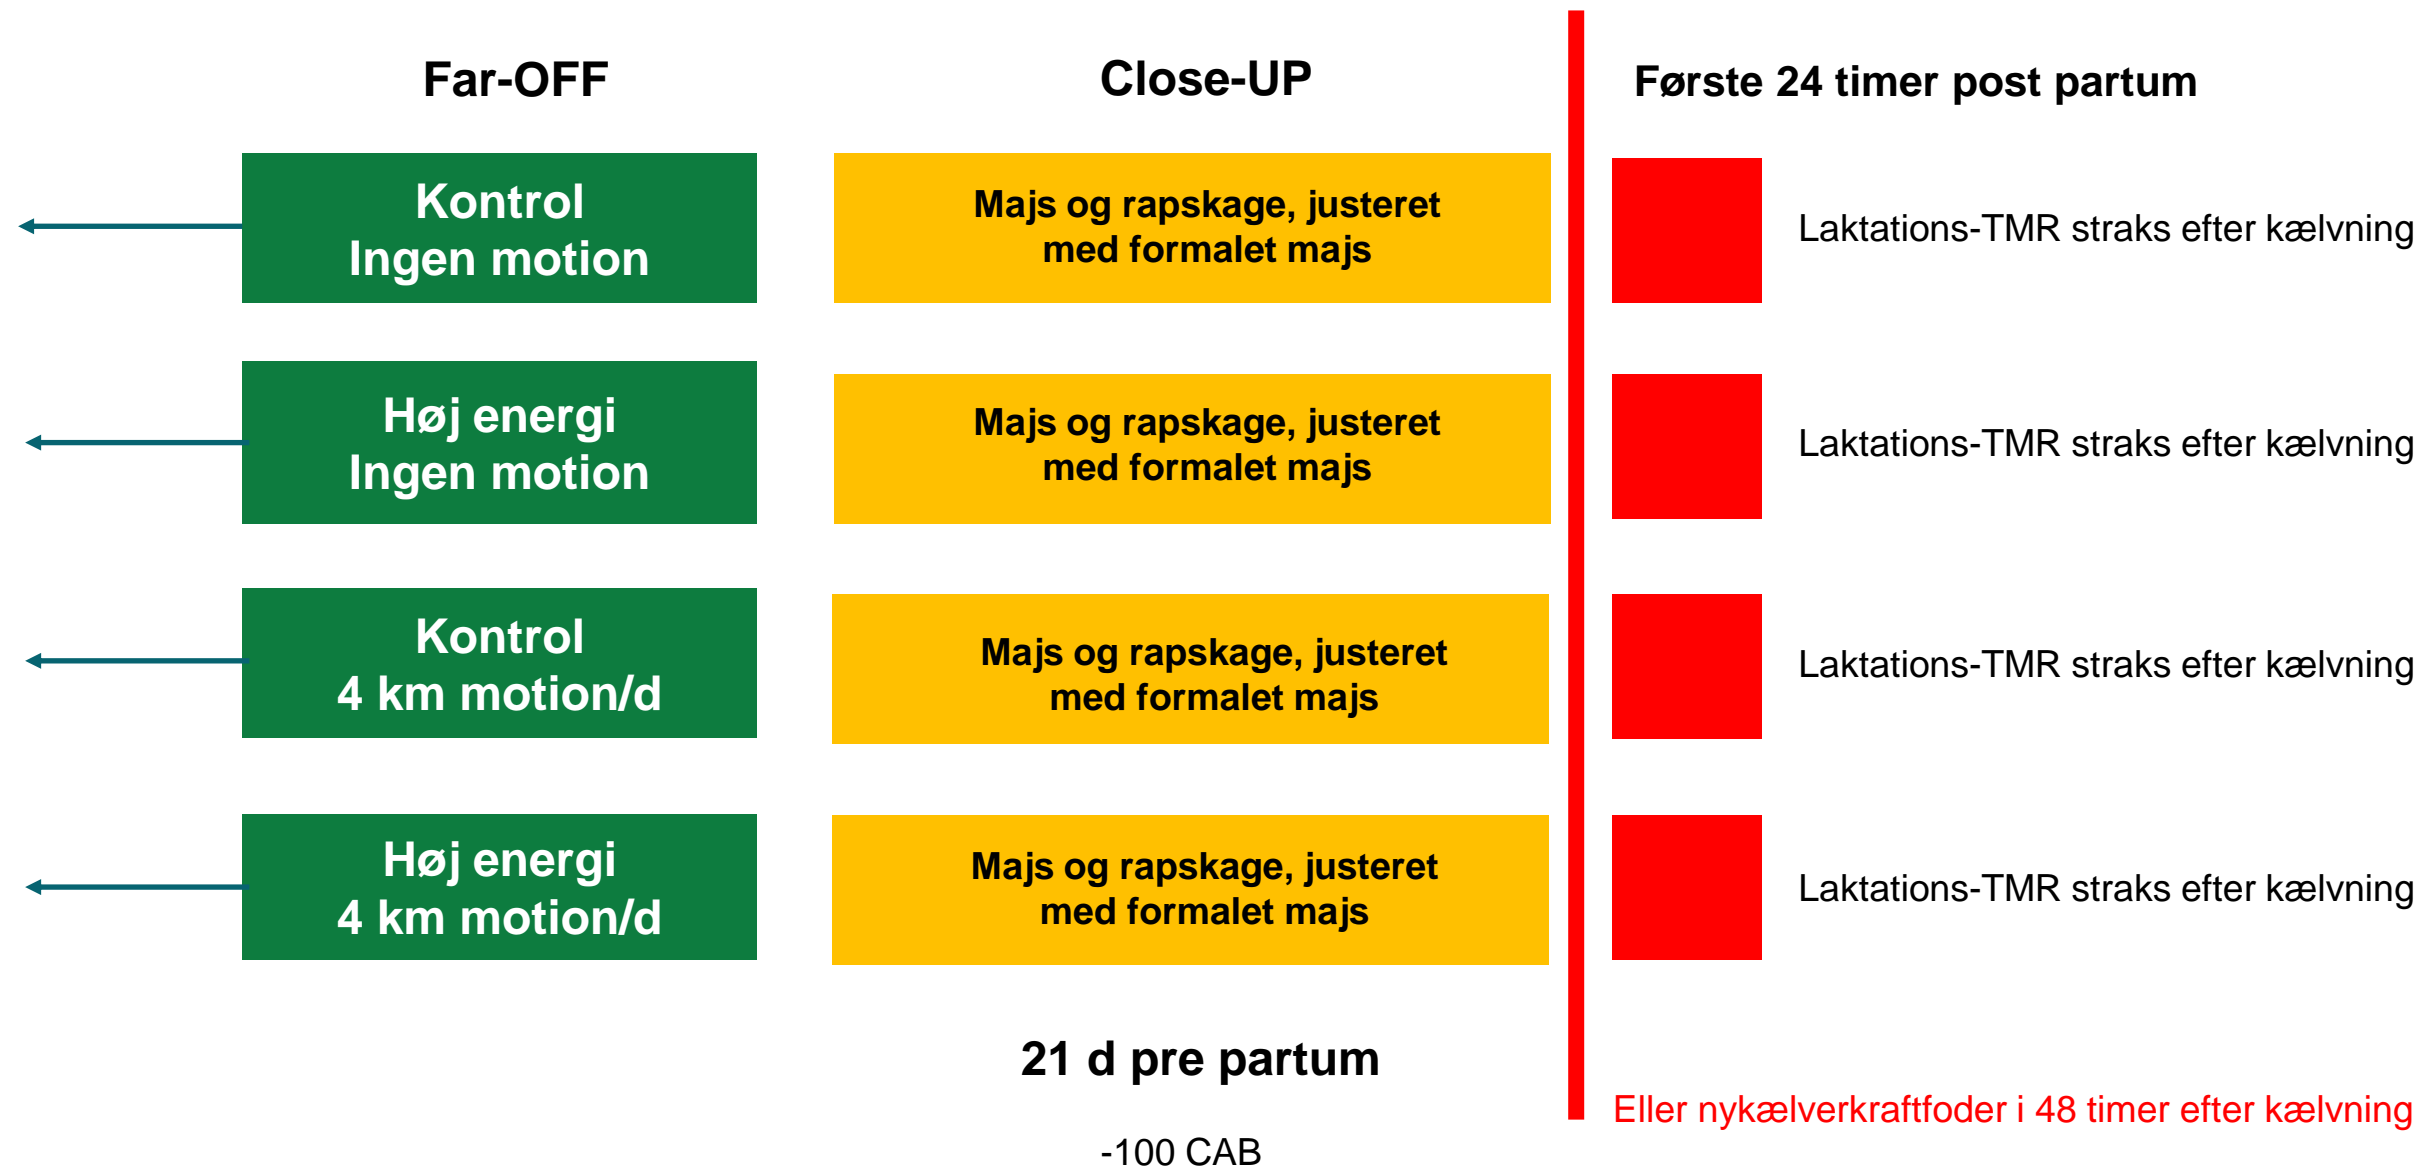 Far-OFF
Close-UP
Første 24 timer post partum
Kontrol
Ingen motion
Majs og rapskage, justeret
med formalet majs
Laktations-TMR straks efter kælvning
Høj energi
Ingen motion
Majs og rapskage, justeret
med formalet majs
Laktations-TMR straks efter kælvning
Kontrol
4 km motion/d
Majs og rapskage, justeret
med formalet majs
Laktations-TMR straks efter kælvning
Høj energi
4 km motion/d
Majs og rapskage, justeret
med formalet majs
Laktations-TMR straks efter kælvning
21 d pre partum
Eller nykælverkraftfoder i 48 timer efter kælvning
-100 CAB